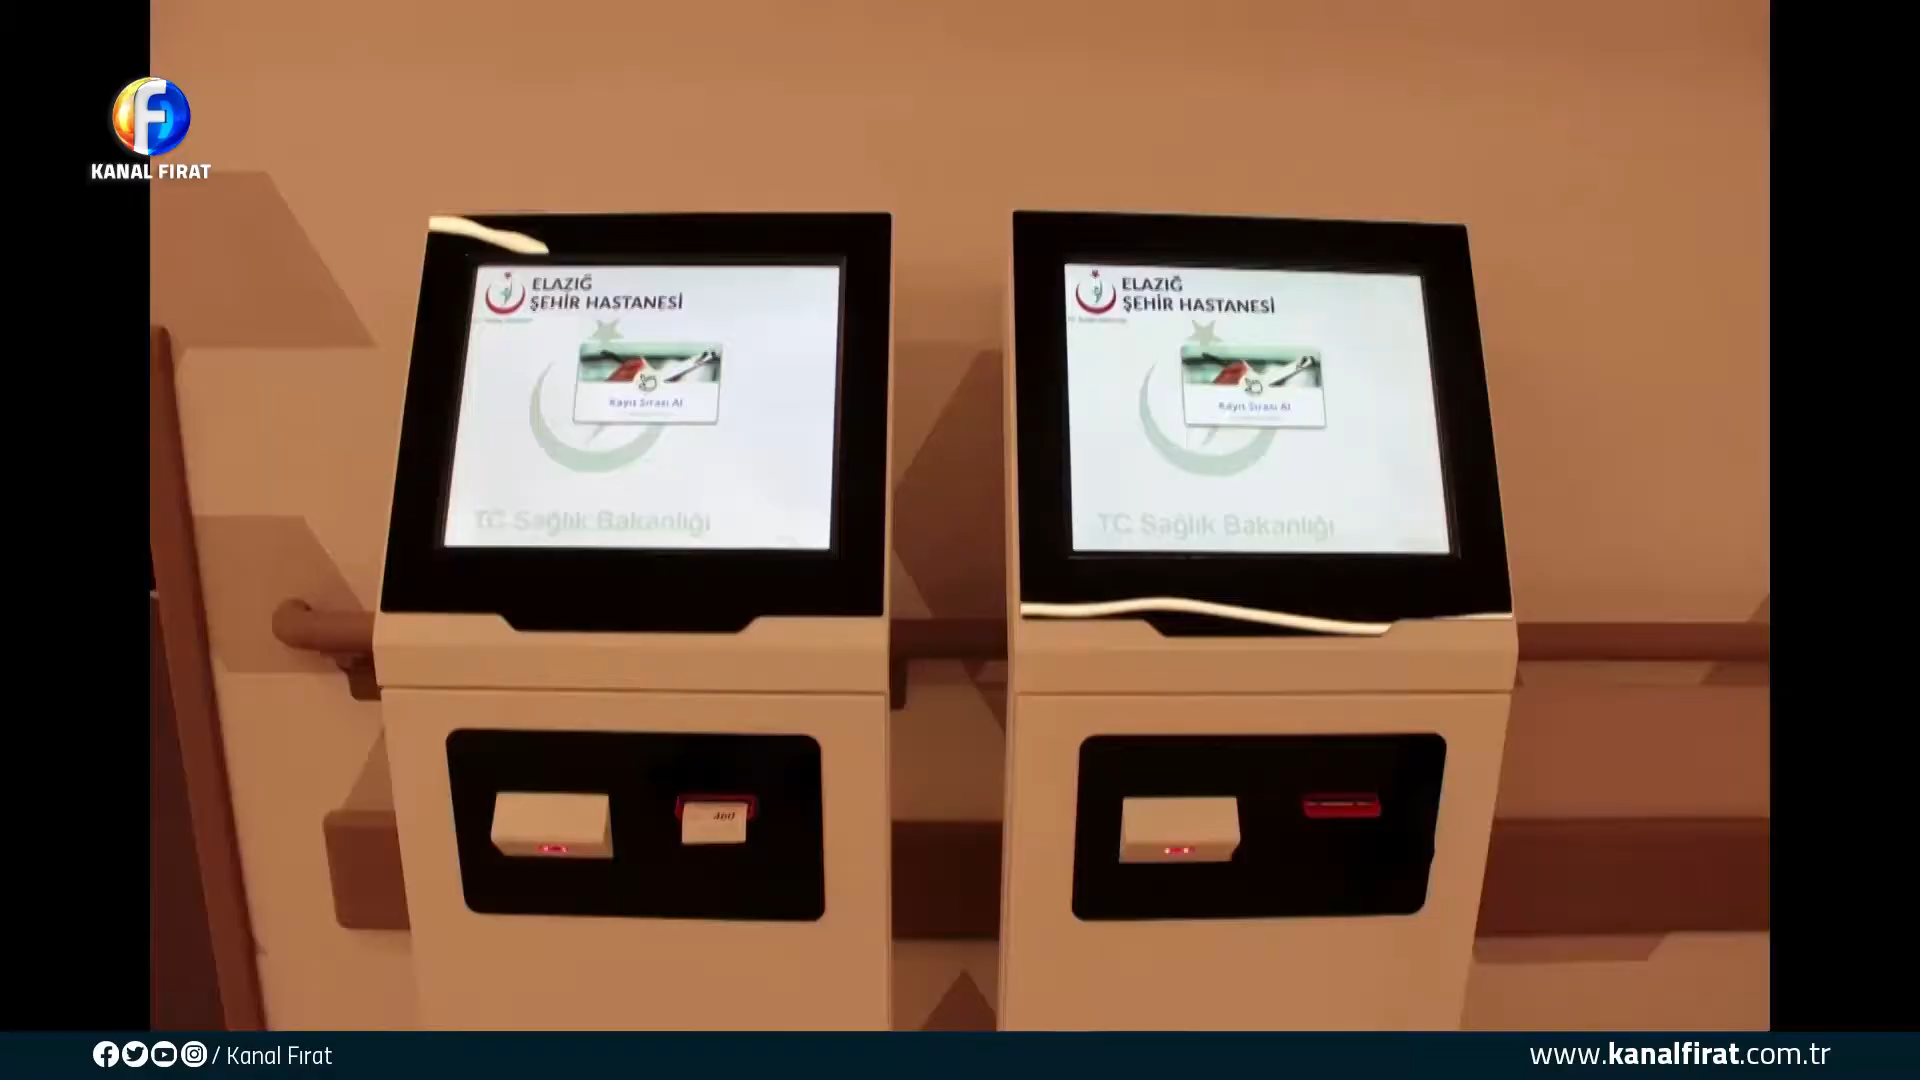 KANAL FIRAT
ELAZIĞ
ŞEHİR HASTANESİ
Kayıt Sırası Al
TC Sağlık Bakanlığı
ELAZIĞ
ŞEHİR HASTANESİ
Kayıt Sırası Al
TC Sağlık Bakanlığı
460
/ Kanal Fırat
www.kanalfirat.com.tr